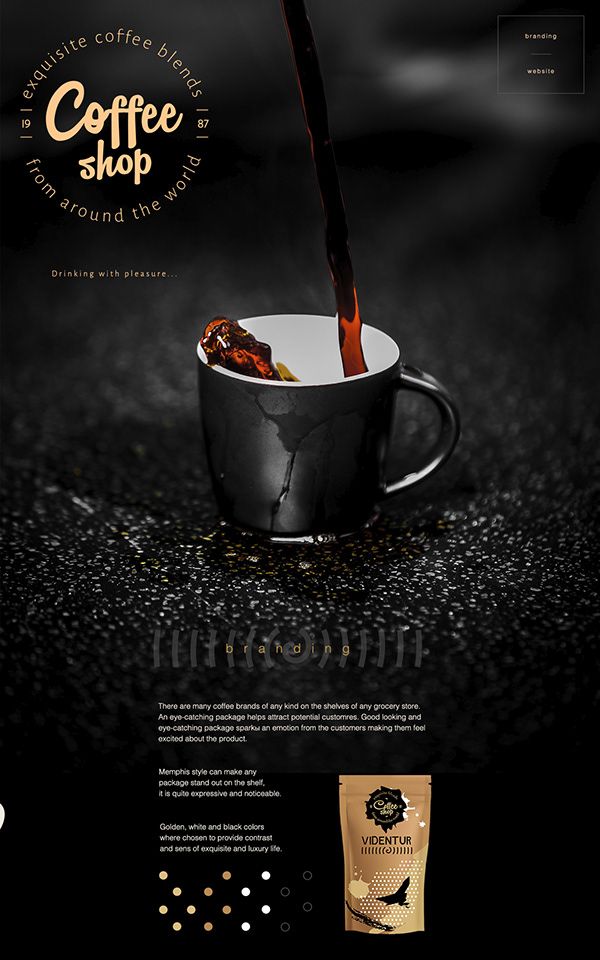 exquisite coffee blends
Coffee
shop
19
87
from around the world
branding
website
Drinking with pleasure...
branding
There are many coffee brands of any kind on the shelves of any grocery store.
An eye-catching package helps attract potential customres. Good looking and
eye-catching package sparkы an emotion from the customers making them feel
excited about the product.
Memphis style can make any
package stand out on the shelf,
it is quite expressive and noticeable.
Golden, white and black colors
where chosen to provide contrast
and sens of exquisite and luxury life.
Coffee
shop
VIDENTUR